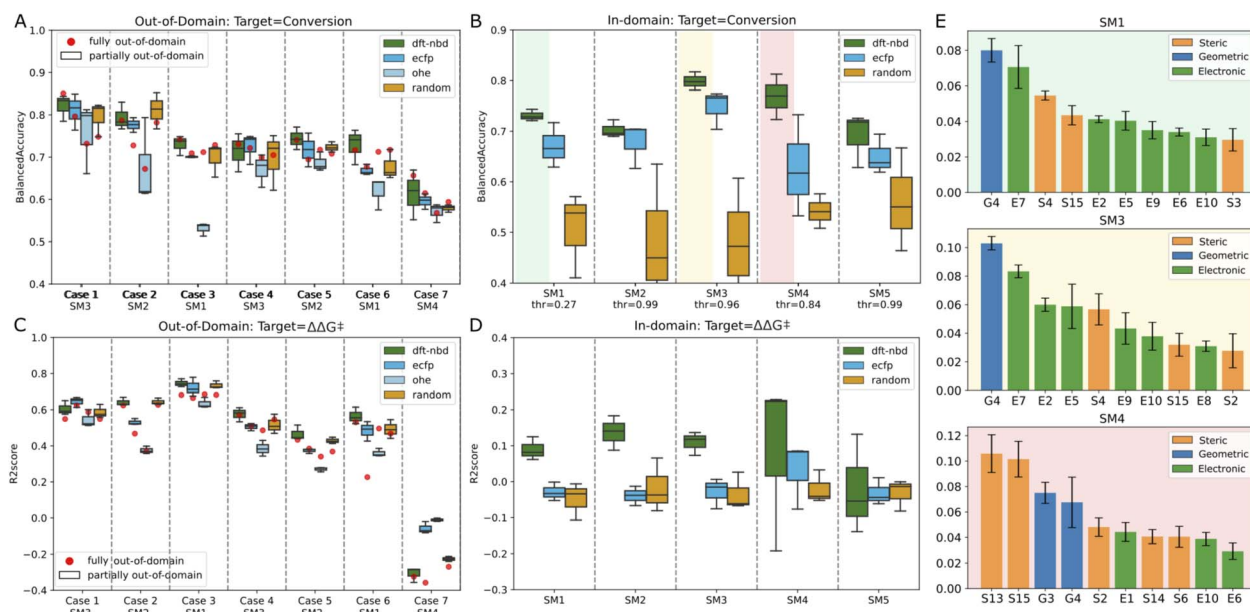 A
Out-of-Domain: Target=Conversion
BalancedAccuracy
1.0
0.9
0.8
0.7
0.6
0.5
0.4
fully out-of-domain
partially out-of-domain
dft-nbd
ecfp
ohe
random
Case 1 Case 2 Case 3 Case 4 Case 5 Case 6 Case 7
SM3 SM2 SM1 SM3 SM2 SM1 SM4
B
In-domain: Target=Conversion
BalancedAccuracy
1.0
0.9
0.8
0.7
0.6
0.5
0.4
dft-nbd
ecfp
random
SM1 SM2 SM3 SM4 SM5
thr=0.27 thr=0.99 thr=0.96 thr=0.84 thr=0.99
C
Out-of-Domain: Target=ΔΔG‡
R2score
1.0
0.8
0.6
0.4
0.2
0.0
−0.2
−0.4
dft-nbd
ecfp
ohe
random
fully out-of-domain
partially out-of-domain
Case 1 Case 2 Case 3 Case 4 Case 5 Case 6 Case 7
SM3 SM2 SM1 SM3 SM2 SM1 SM4
D
In-domain: Target=ΔΔG‡
R2score
0.4
0.3
0.2
0.1
0.0
−0.1
−0.2
−0.3
dft-nbd
ecfp
random
SM1 SM2 SM3 SM4 SM5
E
SM1
0.08
0.06
0.04
0.02
0.00
Steric
Geometric
Electronic
G4 E7 S4 S15 E2 E5 E9 E6 E10 S3
SM3
0.10
0.08
0.06
0.04
0.02
0.00
Steric
Geometric
Electronic
G4 E7 E2 E5 S4 E9 E10 S15 E8 S2
SM4
0.12
0.10
0.08
0.06
0.04
0.02
0.00
Steric
Geometric
Electronic
S13 S15 G3 G4 S2 E1 S14 S6 E10 E6